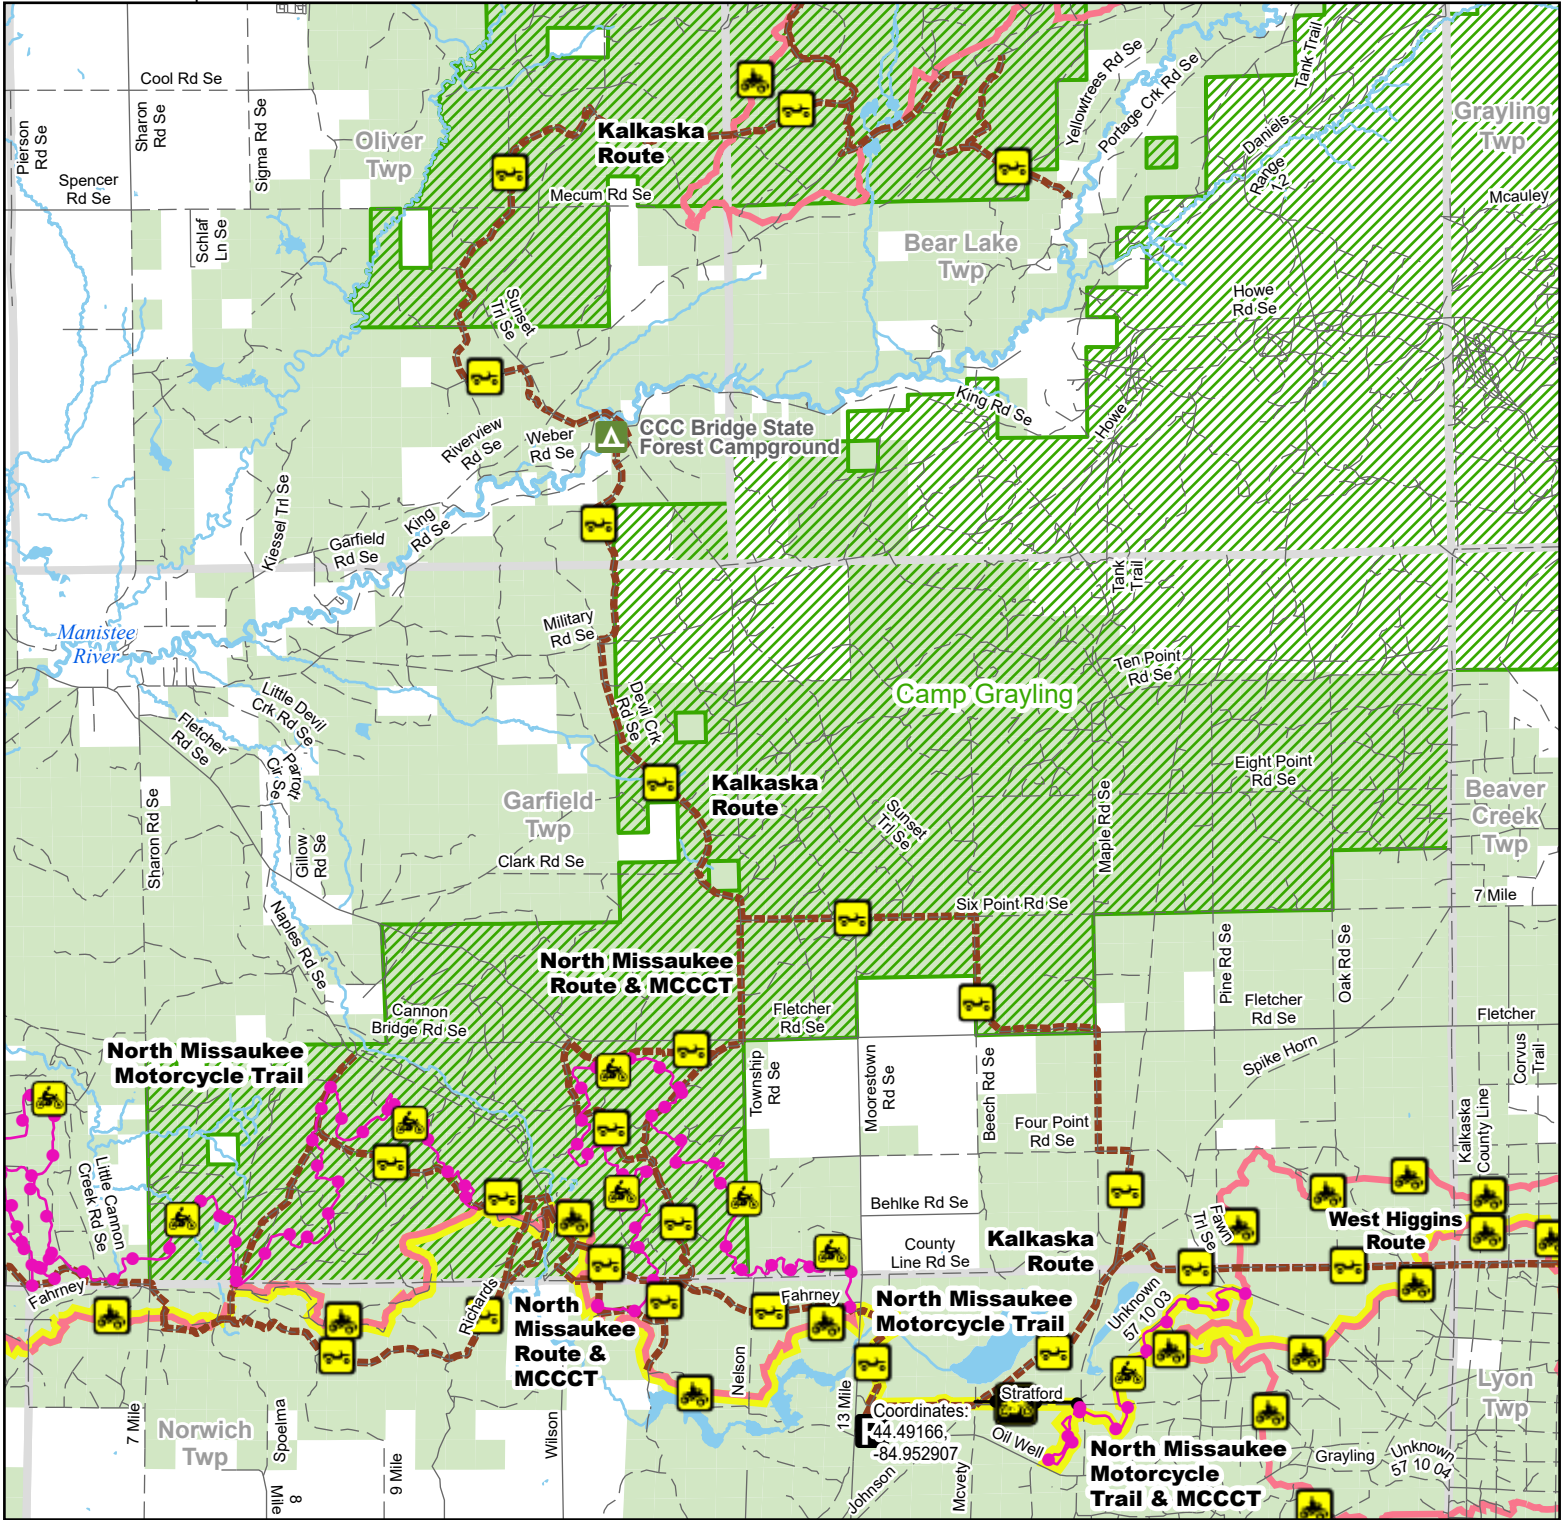 Cool Rd Se
Pierson
Rd Se
Sharon
Rd Se
Sigma Rd Se
Spencer
Rd Se
Schlaf
Ln Se
Oliver
Twp
Kalkaska
Route
Mecum Rd Se
Yellowtrees Rd Se
Portage Crk Rd Se
Tank Trail
Daniels
Range
12
Grayling
Twp
Mcauley
Bear Lake
Twp
Howe
Rd Se
Sunset
Trl Se
King Rd Se
Howe
Riverview
Rd Se
Weber
Rd Se
CCC Bridge State
Forest Campground
Kiessel Trl Se
Garfield
Rd Se
King
Rd Se
Tank
Trail
Manistee
River
Military
Rd Se
Ten Point
Rd Se
Devil Crk
Rd Se
Camp Grayling
Little Devil
Crk Rd Se
Fletcher
Rd Se
Parrott
Cir Se
Eight Point
Rd Se
Kalkaska
Route
Garfield
Twp
Sharon Rd Se
Gillow
Rd Se
Clark Rd Se
Sunset
Trl Se
Maple Rd Se
Beaver
Creek
Twp
7 Mile
Six Point Rd Se
Naples Rd Se
North Missaukee
Route & MCCCT
Pine Rd Se
Oak Rd Se
Cannon
Bridge Rd Se
Fletcher
Rd Se
Fletcher
Rd Se
Fletcher
North Missaukee
Motorcycle Trail
Township
Rd Se
Moorestown
Rd Se
Beech Rd Se
Spike Horn
Corvus
Trail
Four Point
Rd Se
Kalkaska
County Line
Little Cannon
Creek Rd Se
Behlke Rd Se
Fawn
Trl Se
West Higgins
Route
County
Line Rd Se
Kalkaska
Route
Fahrney
Richards
North
Missaukee
Route &
MCCCT
Fahrney
North Missaukee
Motorcycle Trail
Unknown
57 10 03
Nelson
13 Mile
Stratford
Coordinates:
44.49166,
-84.952907
Oil Well
Lyon
Twp
7 Mile
Norwich
Twp
Spoelma
8
Mile
6 Mile
Wilson
Johnson
Mcvety
North Missaukee
Motorcycle
Trail & MCCCT
Grayling
Unknown
57 10 04